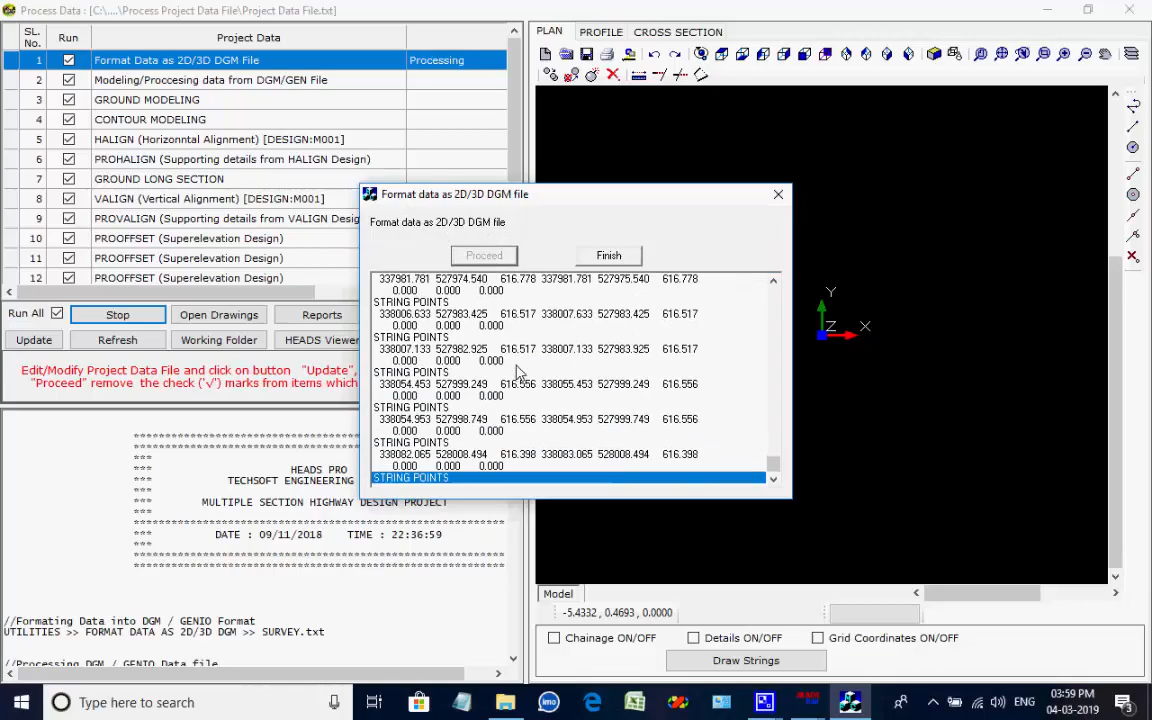 Process Data : [C:\....\Process Project Data File\Project Data File.txt]
SL. No. Run Project Data
1 Format Data as 2D/3D DGM File Processing
2 Modeling/Proccesing data from DGM/GEN File
3 GROUND MODELING
4 CONTOUR MODELING
5 HALIGN (Horizonntal Alignment) [DESIGN:M001]
6 PROHALIGN (Supporting details from HALIGN Design)
7 GROUND LONG SECTION
8 VALIGN (Vertical Alignment) [DESIGN:M001]
9 PROVALIGN (Supporting details from VALIGN Design
10 PROOFFSET (Superelevation Design)
11 PROOFFSET (Superelevation Design)
12 PROOFFSET (Superelevation Design)
Run All Stop Open Drawings Reports
Update Refresh Working Folder HEADS Viewer
Edit/Modify Project Data File and click on button "Update",
"Proceed" remove the check ('√') marks from items which
*** HEADS PRO
*** TECHSOFT ENGINEERING
***
*** MULTIPLE SECTION HIGHWAY DESIGN PROJECT
***
*** DATE : 09/11/2018 TIME : 22:36:59
//Formating Data into DGM / GENIO Format
UTILITIES >> FORMAT DATA AS 2D/3D DGM >> SURVEY.txt
//Processing DGM / GENIO Data file
Format data as 2D/3D DGM file
Format data as 2D/3D DGM file
Proceed Finish
337981.781 527974.540 616.778 337981.781 527975.540 616.778
0.000 0.000 0.000
STRING POINTS
338006.633 527983.425 616.517 338007.633 527983.425 616.517
0.000 0.000 0.000
STRING POINTS
338007.133 527982.925 616.517 338007.133 527983.925 616.517
0.000 0.000 0.000
STRING POINTS
338054.453 527999.249 616.556 338055.453 527999.249 616.556
0.000 0.000 0.000
STRING POINTS
338054.953 527998.749 616.556 338054.953 527999.749 616.556
0.000 0.000 0.000
STRING POINTS
338082.065 528008.494 616.398 338083.065 528008.494 616.398
0.000 0.000 0.000
STRING POINTS
PLAN PROFILE CROSS SECTION
Y
Z X
Model
-5.4332 , 0.4693 , 0.0000
Chainage ON/OFF Details ON/OFF Grid Coordinates ON/OFF
Draw Strings
Type here to search
imo
ENG
03:59 PM
04-03-2019
3